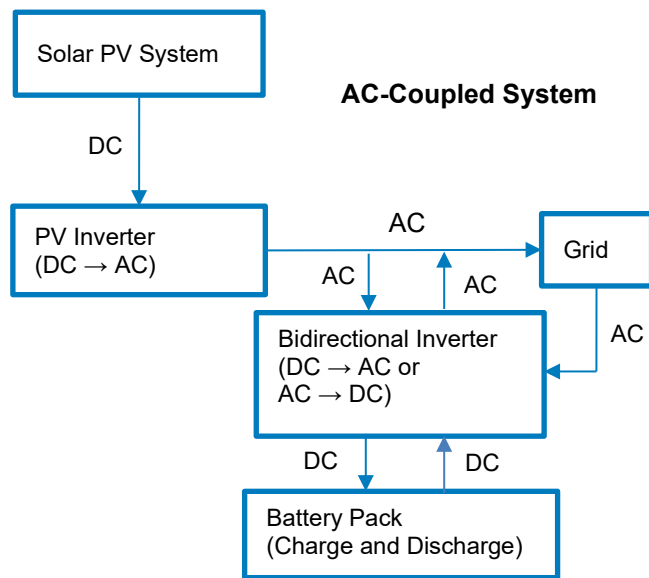 Solar PV System
AC-Coupled System
DC
PV Inverter
(DC → AC)
AC
Grid
AC
AC
AC
Bidirectional Inverter
(DC → AC or
AC → DC)
DC
DC
Battery Pack
(Charge and Discharge)